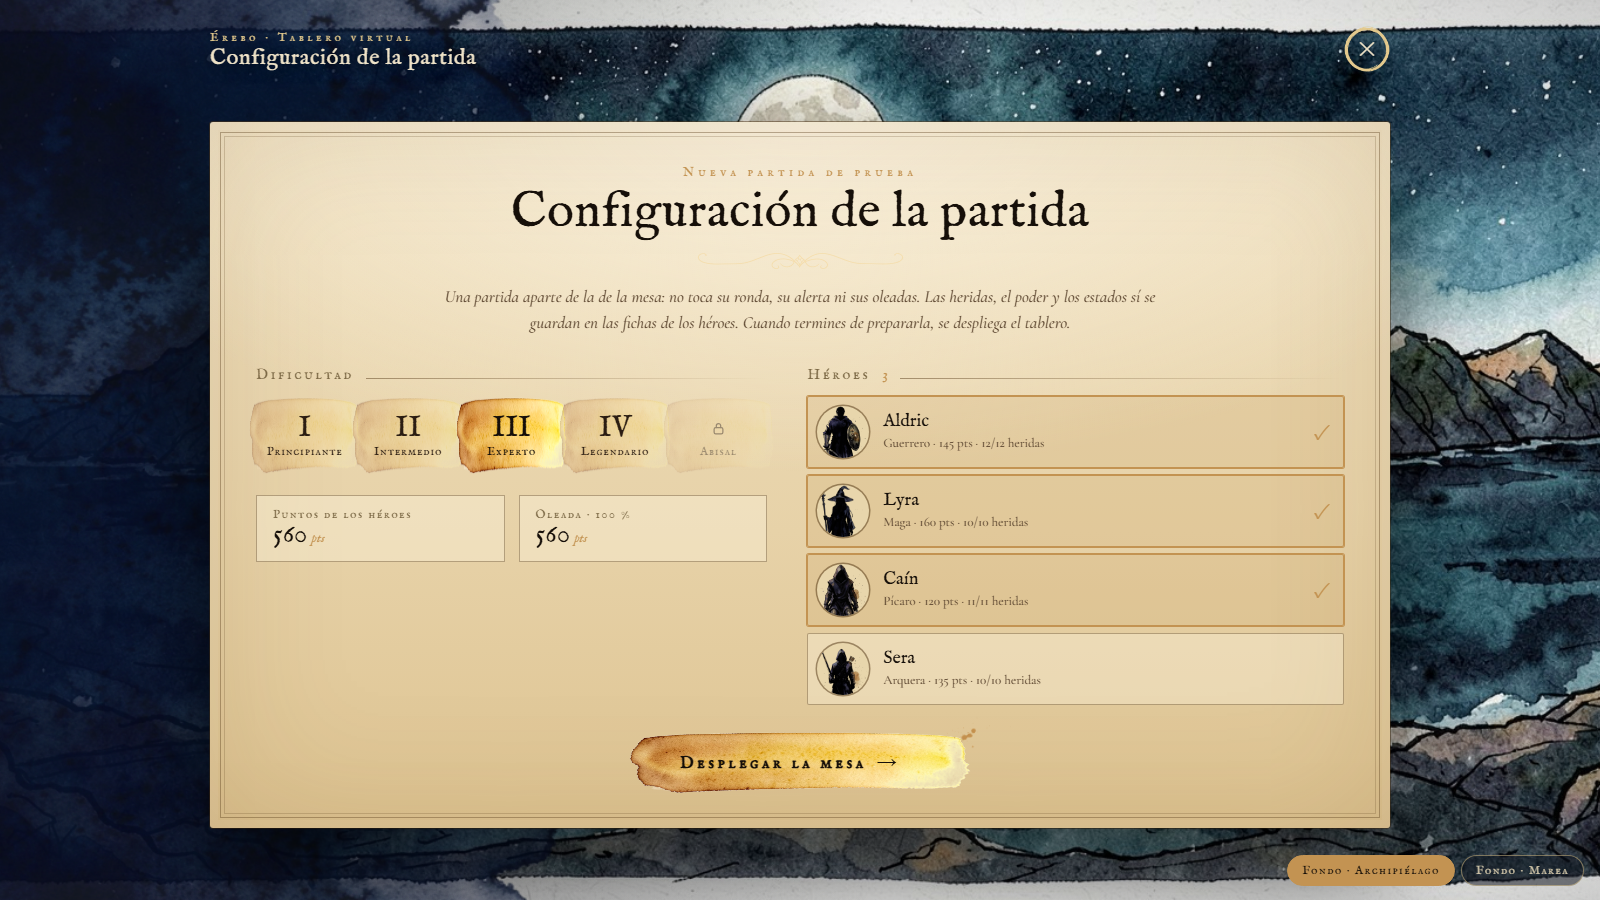 Érebo · Tablero virtual
Configuración de la partida
Nueva partida de prueba
Configuración de la partida
Una partida aparte de la de la mesa: no toca su ronda, su alerta ni sus oleadas. Las heridas, el poder y los estados sí se
guardan en las fichas de los héroes. Cuando termines de prepararla, se despliega el tablero.
Dificultad
I
Principiante
II
Intermedio
III
Experto
IV
Legendario
Abisal
Puntos de los héroes
560 pts
Oleada · 100 %
560 pts
Héroes 3
Aldric
Guerrero · 145 pts · 12/12 heridas
Lyra
Maga · 160 pts · 10/10 heridas
Caín
Pícaro · 120 pts · 11/11 heridas
Sera
Arquera · 135 pts · 10/10 heridas
Desplegar la mesa →
Fondo · Archipiélago
Fondo · Marea